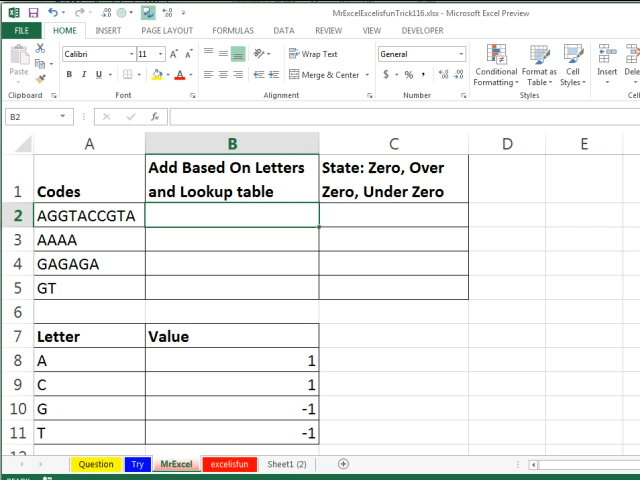 MrExcelExcelisfunTrick116.xlsx - Microsoft Excel Preview
FILE HOME INSERT PAGE LAYOUT FORMULAS DATA REVIEW VIEW DEVELOPER
Calibri 11 Wrap Text General
Paste B I U Merge & Center $ % , Conditional Formatting Format as Table Cell Styles Insert Dele
Clipboard Font Alignment Number Styles Cell
B2 fx
A B C D E
1 Codes Add Based On Letters and Lookup table State: Zero, Over Zero, Under Zero
2 AGGTACCGTA
3 AAAA
4 GAGAGA
5 GT
6
7 Letter Value
8 A 1
9 C 1
10 G -1
11 T -1
Question Try MrExcel excelisfun Sheet1 (2)